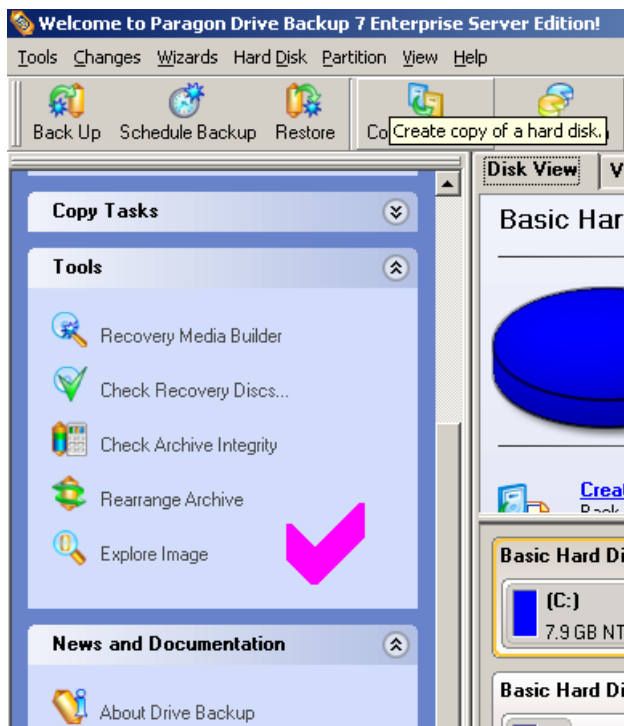 Welcome to Paragon Drive Backup 7 Enterprise Server Edition!
Tools Changes Wizards Hard Disk Partition View Help
Back Up Schedule Backup Restore Co
Create copy of a hard disk.
Disk View V
Copy Tasks
Basic Har
Tools
Recovery Media Builder
Check Recovery Discs...
Check Archive Integrity
Rearrange Archive
Explore Image
Creat
Back
Basic Hard Di
(C:)
7.9 GB NT
News and Documentation
Basic Hard Di
About Drive Backup